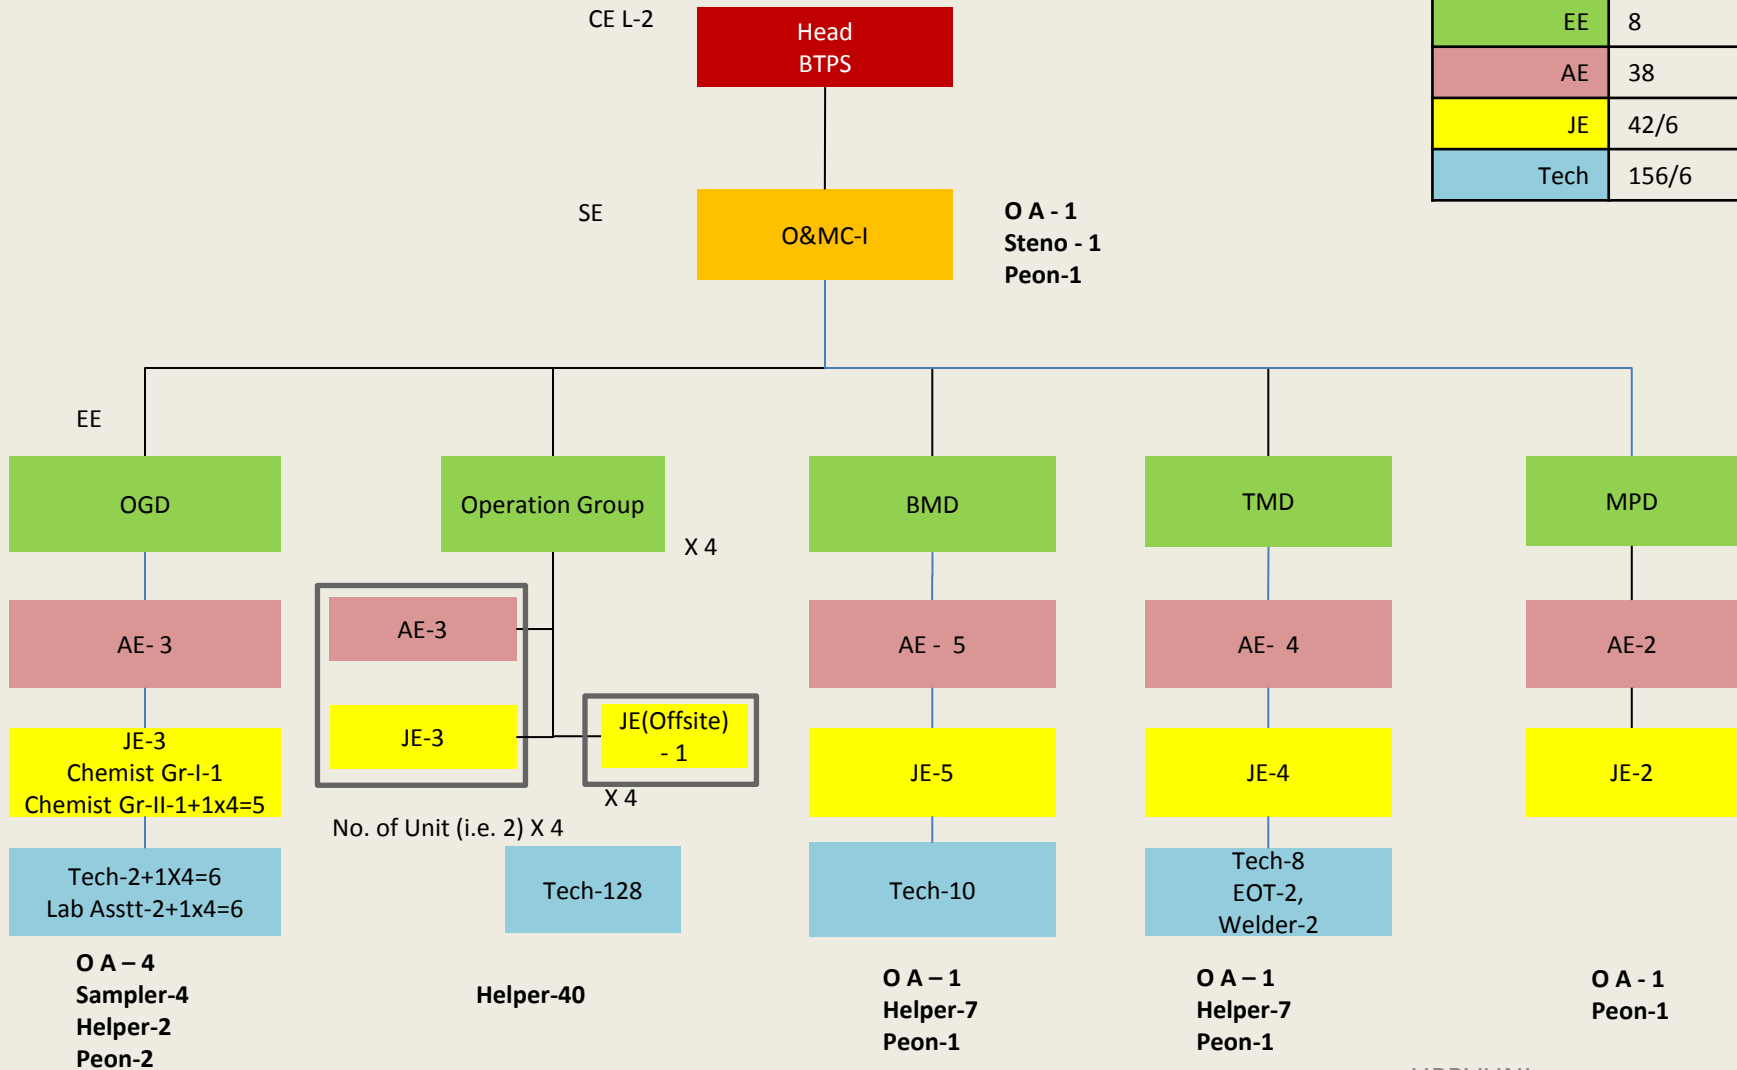 CE L-2
Head
BTPS
EE 8
AE 38
JE 42/6
Tech 156/6
SE
O&MC-I
O A - 1
Steno - 1
Peon-1
EE
OGD
Operation Group
X 4
BMD
TMD
MPD
AE- 3
AE-3
AE - 5
AE- 4
AE-2
JE-3
Chemist Gr-I-1
Chemist Gr-II-1+1x4=5
JE-3
JE(Offsite)
- 1
X 4
No. of Unit (i.e. 2) X 4
JE-5
JE-4
JE-2
Tech-2+1X4=6
Lab Asstt-2+1x4=6
Tech-128
Tech-10
Tech-8
EOT-2,
Welder-2
O A – 4
Sampler-4
Helper-2
Peon-2
Helper-40
O A – 1
Helper-7
Peon-1
O A – 1
Helper-7
Peon-1
O A - 1
Peon-1